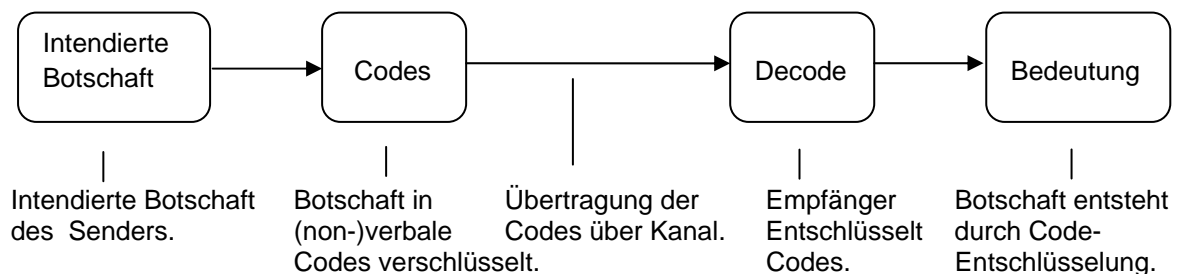 Intendierte
Botschaft
Codes
Decode
Bedeutung
Intendierte Botschaft
des Senders.
Botschaft in
(non-)verbale
Codes verschlüsselt.
Übertragung der
Codes über Kanal.
Empfänger
Entschlüsselt
Codes.
Botschaft entsteht
durch Code-
Entschlüsselung.